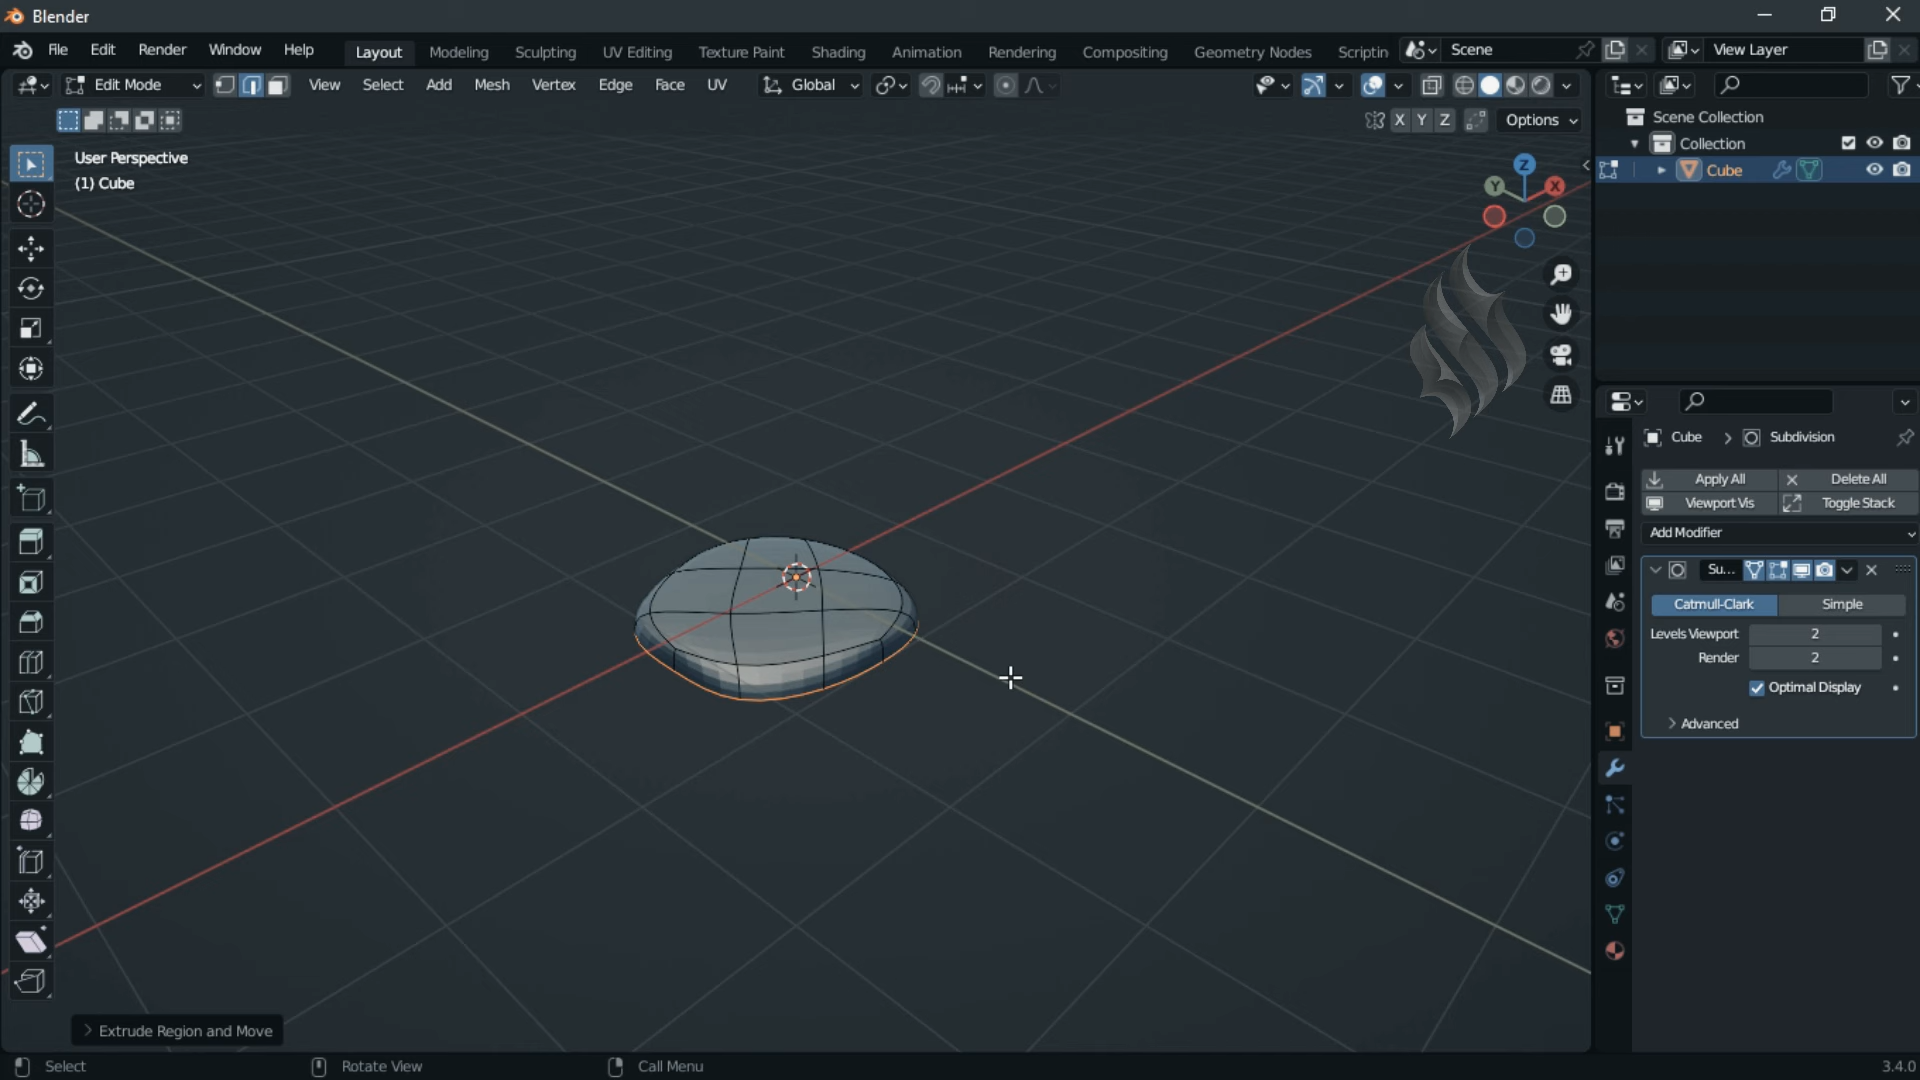 Blender
File Edit Render Window Help Layout Modeling Sculpting UV Editing Texture Paint Shading Animation Rendering Compositing Geometry Nodes Scriptin Scene View Layer
Edit Mode View Select Add Mesh Vertex Edge Face UV Global
X Y Z Options
User Perspective
(1) Cube
Z
Y X
Scene Collection
Collection
Cube
Cube > Subdivision
Apply All Delete All
Viewport Vis Toggle Stack
Add Modifier
Su...
Catmull-Clark Simple
Levels Viewport 2
Render 2
Optimal Display
Advanced
Extrude Region and Move
Select Rotate View Call Menu 3.4.0